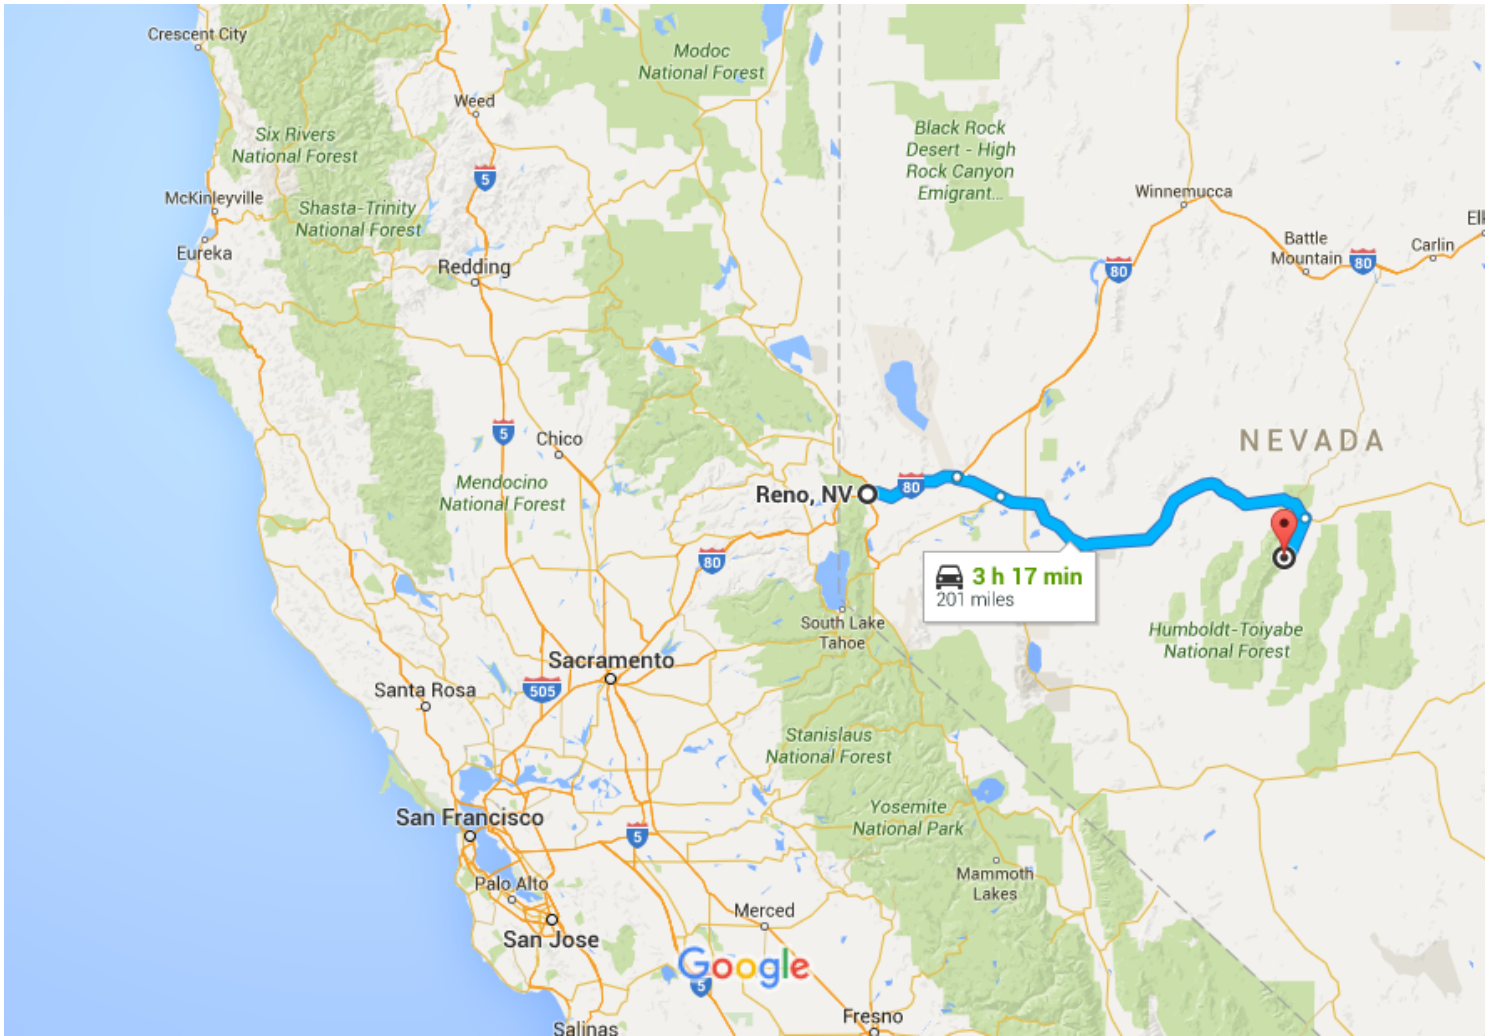 Crescent City
Modoc
National Forest
Weed
Six Rivers
National Forest
Black Rock
Desert - High
Rock Canyon
Emigrant...
5
McKinleyville
Shasta-Trinity
National Forest
Winnemucca
Eureka
Redding
80
Battle
Mountain
80
Carlin
Elk
5
Chico
NEVADA
Mendocino
National Forest
Reno, NV
80
80
3 h 17 min
201 miles
South Lake
Tahoe
Humboldt-Toiyabe
National Forest
Sacramento
505
Santa Rosa
Stanislaus
National Forest
San Francisco
5
Yosemite
National Park
Palo Alto
Mammoth
Lakes
Merced
San Jose
Google
5
Fresno
Salinas